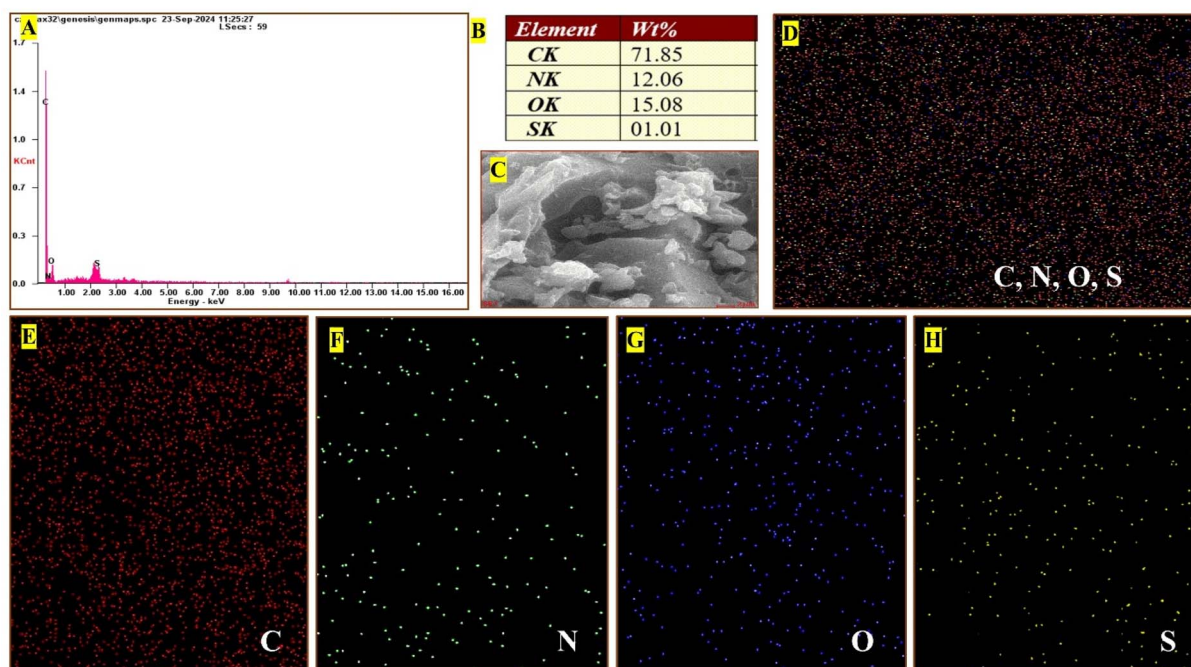 A
c:\edax32\genesis\genmaps.spc 23-Sep-2024 11:25:27
LSecs : 59
1.7
1.4
1.0
KCnt
0.7
0.3
0.0
C
O
N
S
1.00 2.00 3.00 4.00 5.00 6.00 7.00 8.00 9.00 10.00 11.00 12.00 13.00 14.00 15.00 16.00
Energy - keV
B
Element Wt%
CK 71.85
NK 12.06
OK 15.08
SK 01.01
C
D
C, N, O, S
E
C
F
N
G
O
H
S